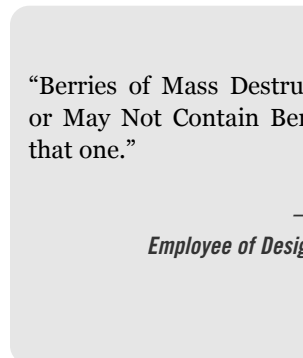 “Berries of Mass Destru
or May Not Contain Ber
that one.”
—
Employee of Desig